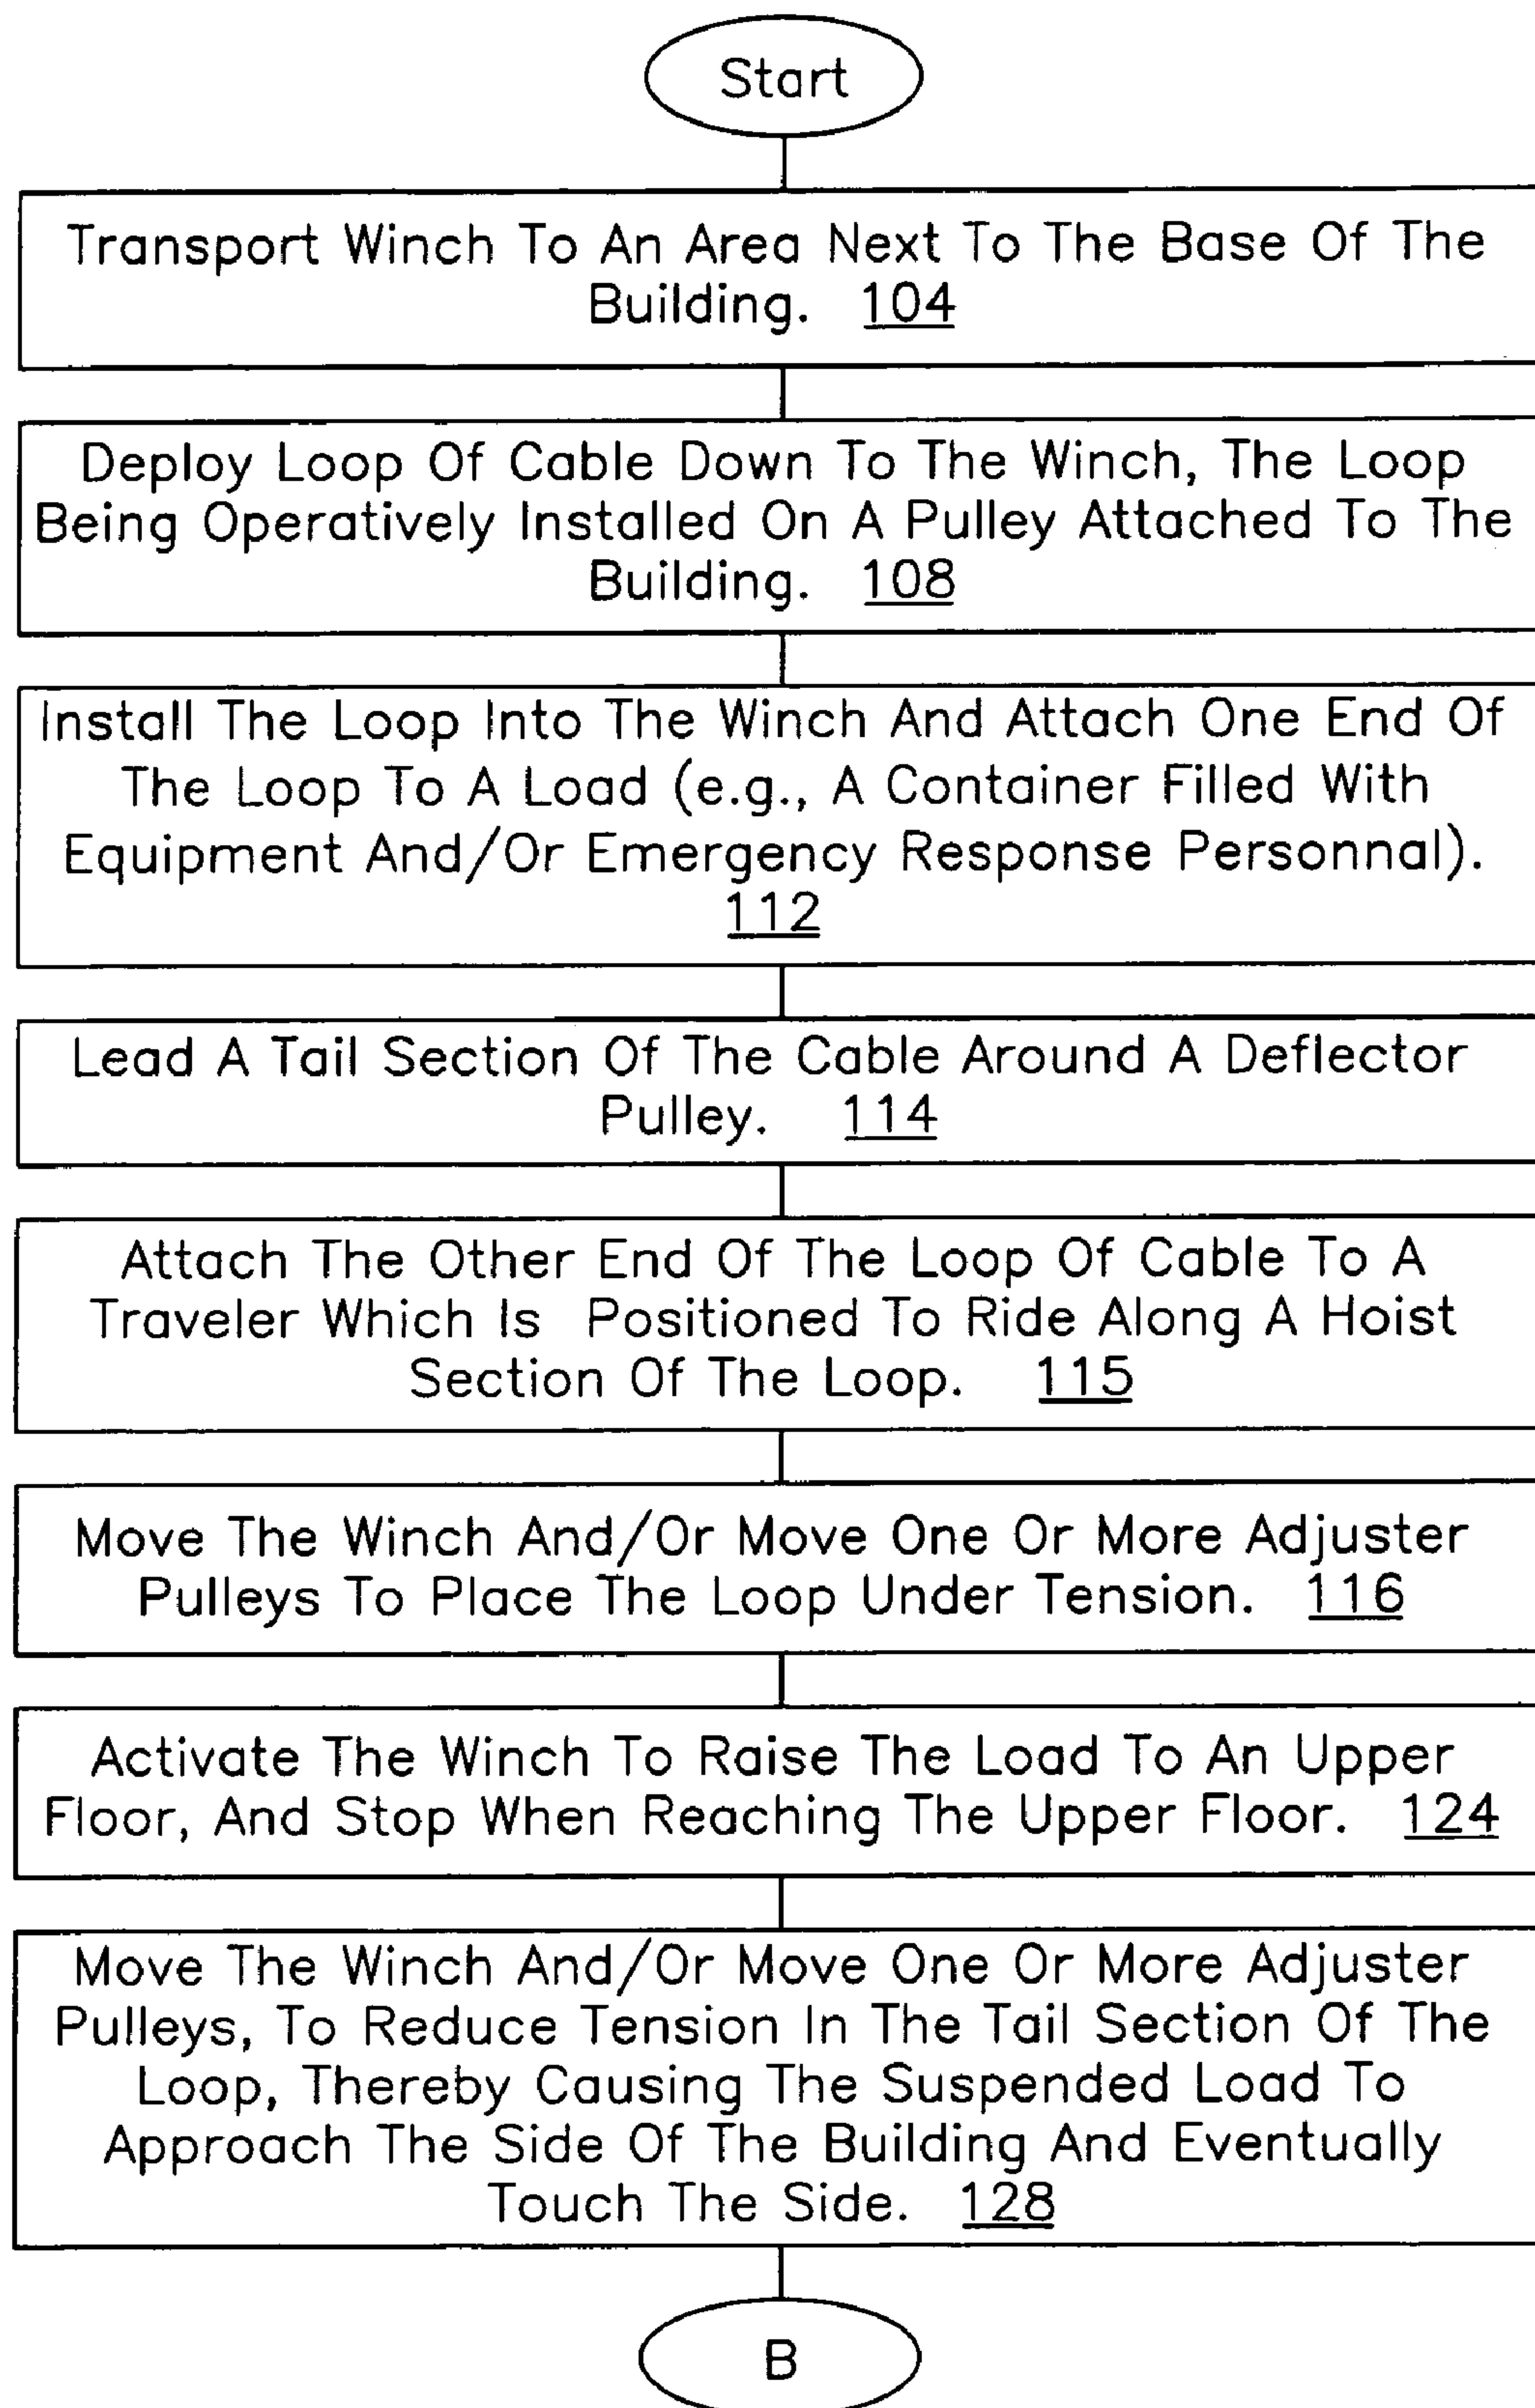 Start
Transport Winch To An Area Next To The Base Of The
Building. 104
Deploy Loop Of Cable Down To The Winch, The Loop
Being Operatively Installed On A Pulley Attached To The
Building. 108
Install The Loop Into The Winch And Attach One End Of
The Loop To A Load (e.g., A Container Filled With
Equipment And/Or Emergency Response Personnal).
112
Lead A Tail Section Of The Cable Around A Deflector
Pulley. 114
Attach The Other End Of The Loop Of Cable To A
Traveler Which Is Positioned To Ride Along A Hoist
Section Of The Loop. 115
Move The Winch And/Or Move One Or More Adjuster
Pulleys To Place The Loop Under Tension. 116
Activate The Winch To Raise The Load To An Upper
Floor, And Stop When Reaching The Upper Floor. 124
Move The Winch And/Or Move One Or More Adjuster
Pulleys, To Reduce Tension In The Tail Section Of The
Loop, Thereby Causing The Suspended Load To
Approach The Side Of The Building And Eventually
Touch The Side. 128
B